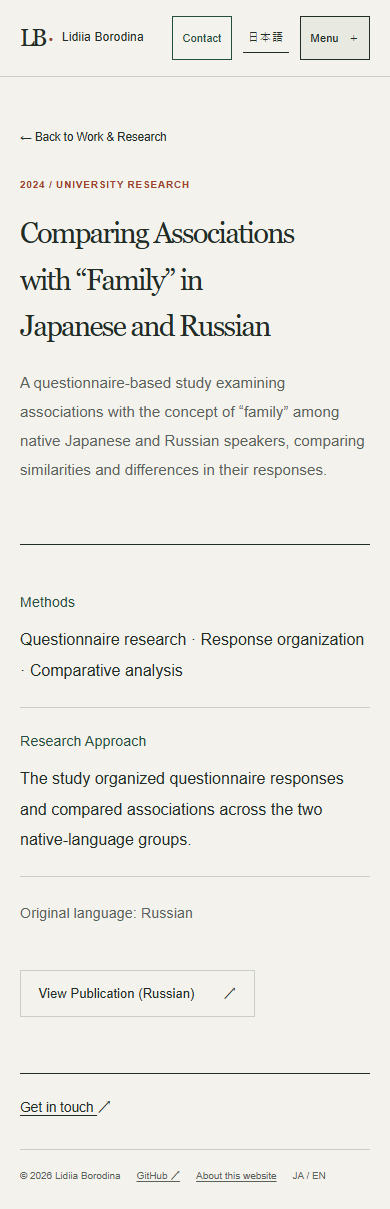 LB· Lidiia Borodina Contact 日本語 Menu +
← Back to Work & Research
2024 / UNIVERSITY RESEARCH
Comparing Associations
with “Family” in
Japanese and Russian
A questionnaire-based study examining
associations with the concept of “family” among
native Japanese and Russian speakers, comparing
similarities and differences in their responses.
Methods
Questionnaire research · Response organization
· Comparative analysis
Research Approach
The study organized questionnaire responses
and compared associations across the two
native-language groups.
Original language: Russian
View Publication (Russian) ↗
Get in touch ↗
© 2026 Lidiia Borodina GitHub ↗ About this website JA / EN